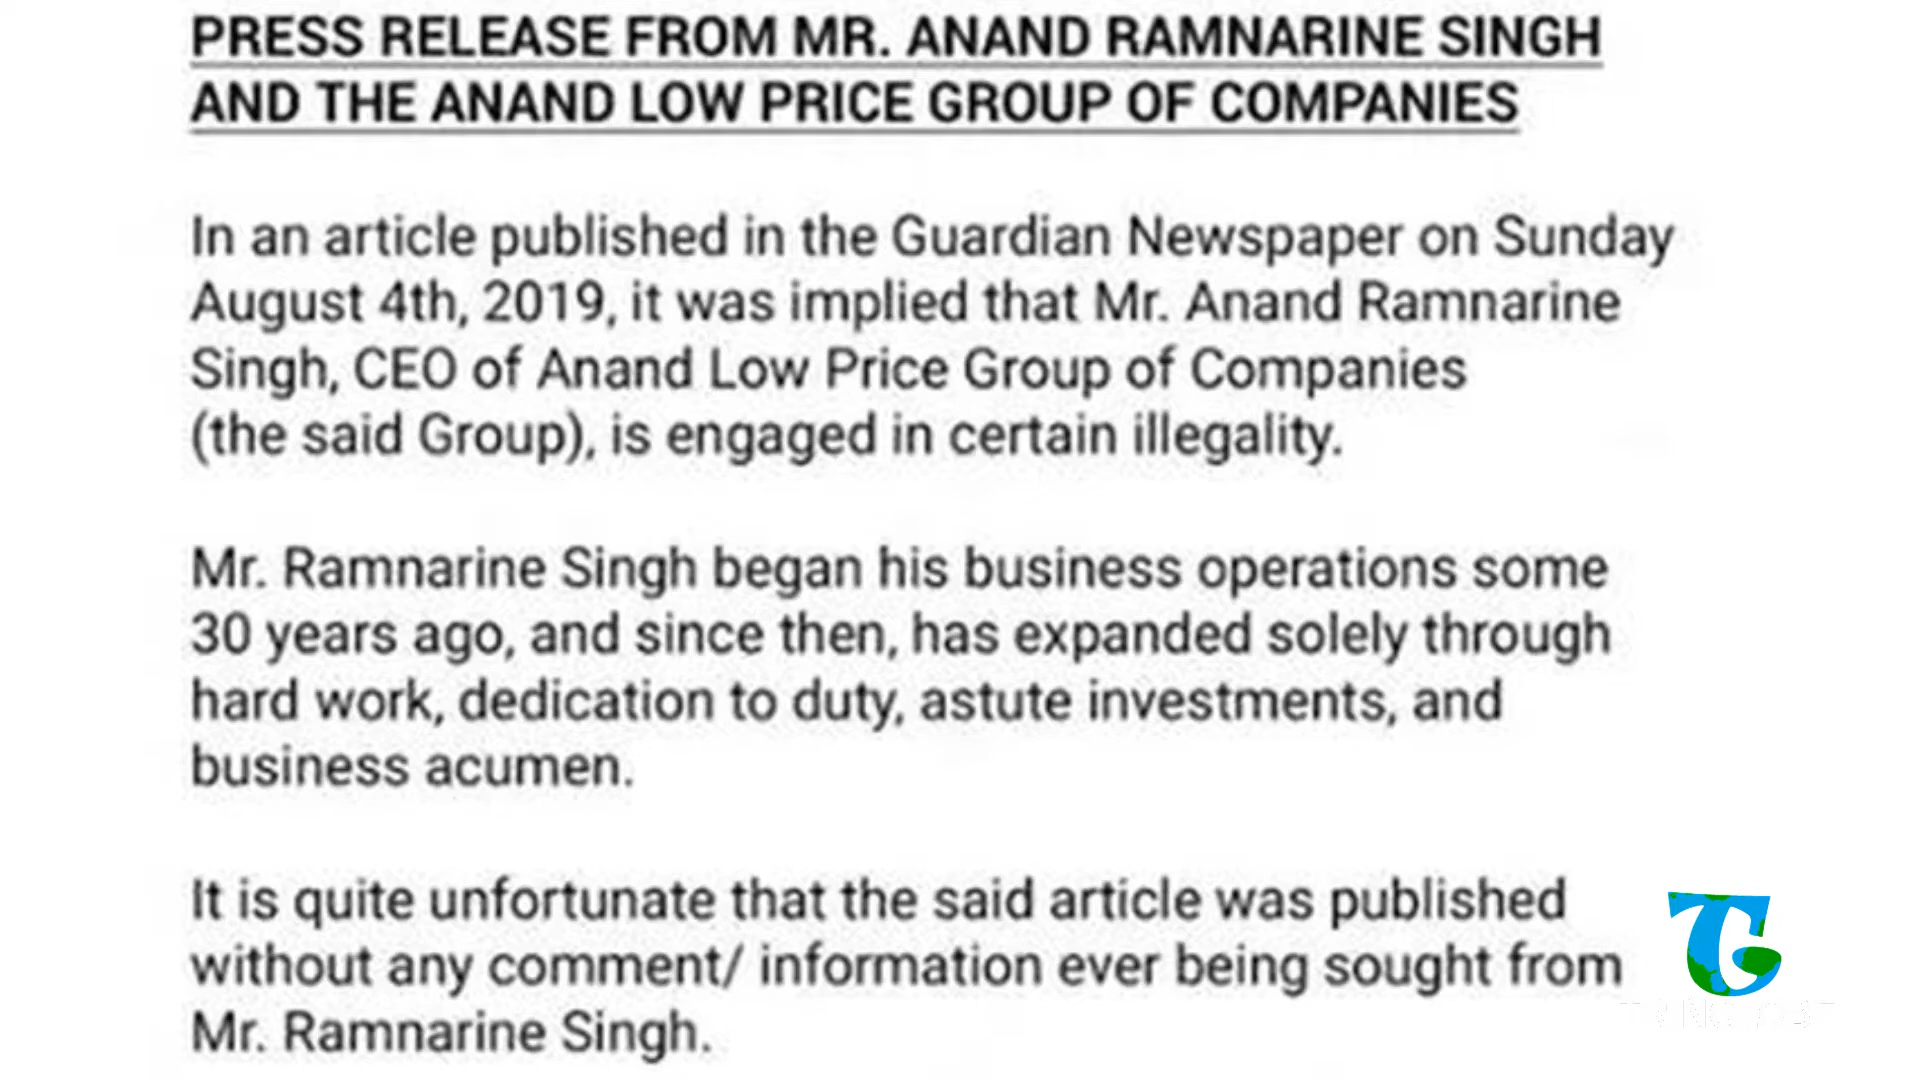 PRESS RELEASE FROM MR. ANAND RAMNARINE SINGH
AND THE ANAND LOW PRICE GROUP OF COMPANIES
In an article published in the Guardian Newspaper on Sunday
August 4th, 2019, it was implied that Mr. Anand Ramnarine
Singh, CEO of Anand Low Price Group of Companies
(the said Group), is engaged in certain illegality.
Mr. Ramnarine Singh began his business operations some
30 years ago, and since then, has expanded solely through
hard work, dedication to duty, astute investments, and
business acumen.
It is quite unfortunate that the said article was published
without any comment/ information ever being sought from
Mr. Ramnarine Singh.
TG